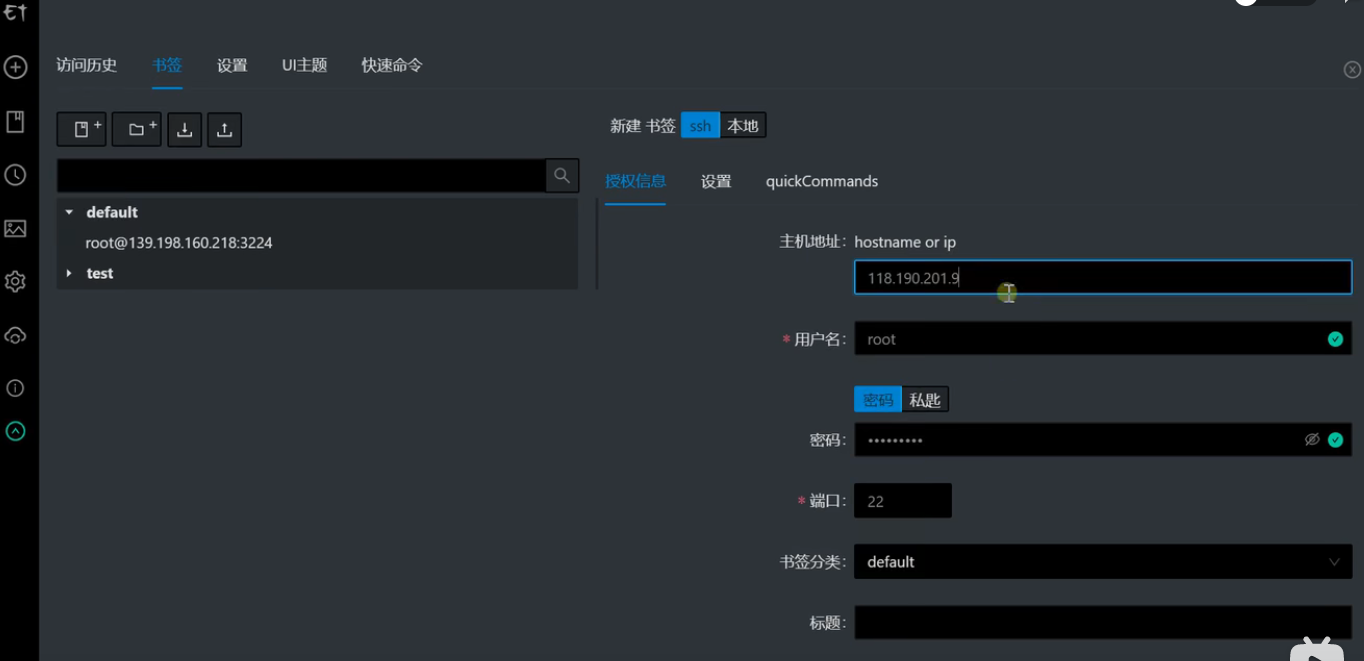 访问历史 书签 设置 UI主题 快速命令
新建 书签 ssh 本地
授权信息 设置 quickCommands
default
root@139.198.160.218:3224
test
主机地址: hostname or ip
118.190.201.9
* 用户名: root
密码 私匙
密码: •••••••••
* 端口: 22
书签分类: default
标题: